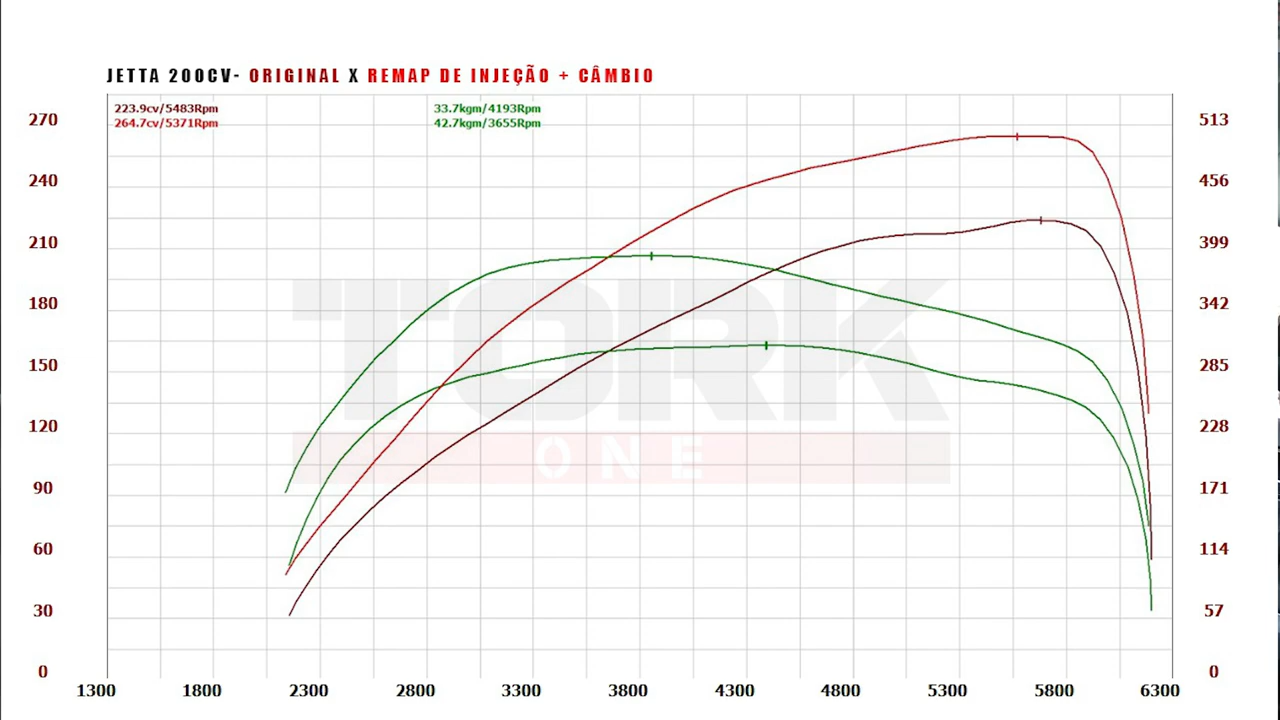 JETTA 200CV- ORIGINAL X REMAP DE INJEÇÃO + CÂMBIO
223.9cv/5483Rpm 33.7kgm/4193Rpm
264.7cv/5371Rpm 42.7kgm/3655Rpm
270 513
240 456
210 399
180 342
150 285
120 228
90 171
60 114
30 57
0 0
1300 1800 2300 2800 3300 3800 4300 4800 5300 5800 6300
TORK
ONE